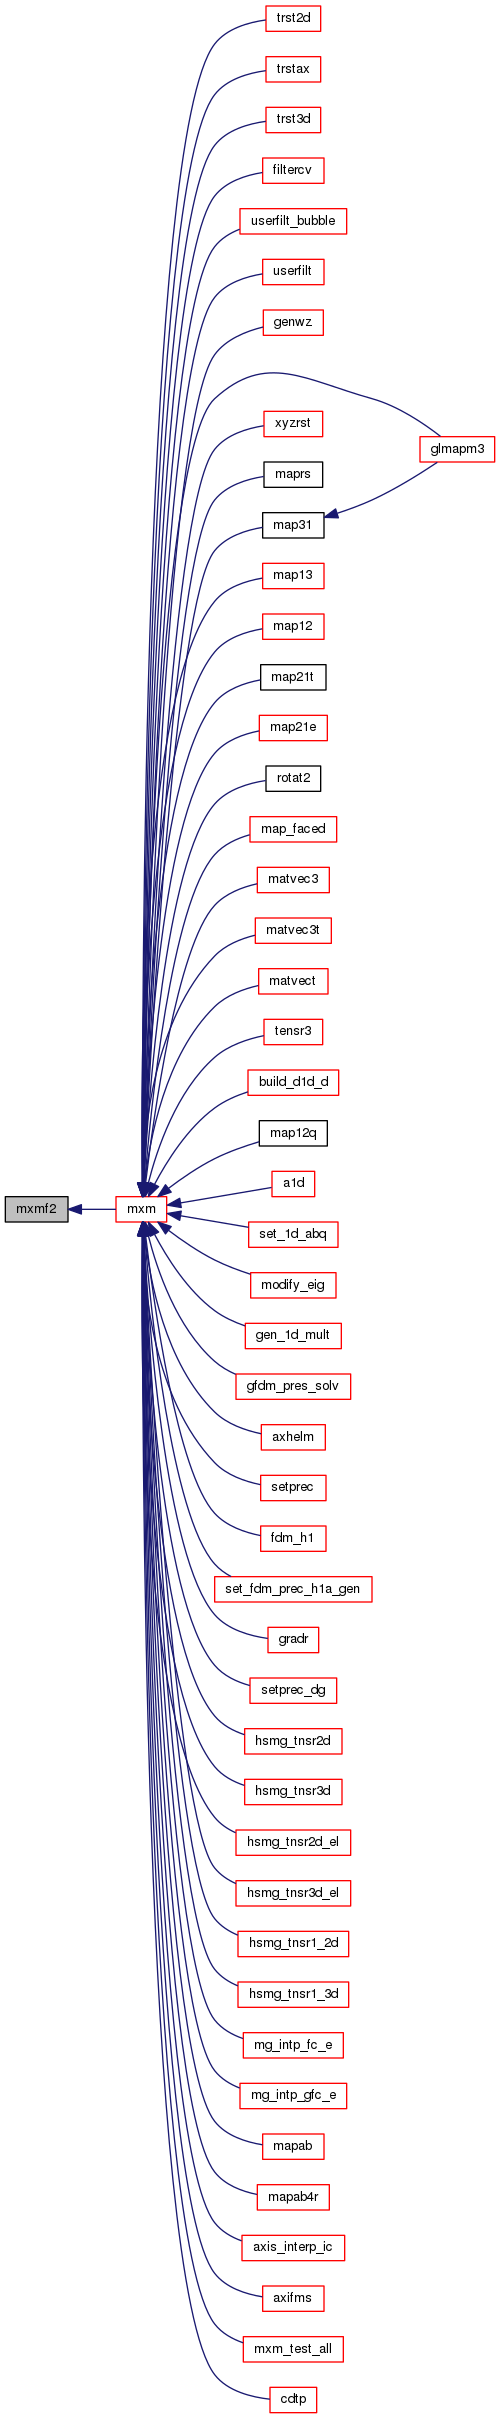 trst2d
trstax
trst3d
filtercv
userfilt_bubble
userfilt
genwz
xyzrst
glmapm3
maprs
map31
map13
map12
map21t
map21e
rotat2
map_faced
matvec3
matvec3t
matvect
tensr3
build_d1d_d
map12q
a1d
mxmf2
mxm
set_1d_abq
modify_eig
gen_1d_mult
gfdm_pres_solv
axhelm
setprec
fdm_h1
set_fdm_prec_h1a_gen
gradr
setprec_dg
hsmg_tnsr2d
hsmg_tnsr3d
hsmg_tnsr2d_el
hsmg_tnsr3d_el
hsmg_tnsr1_2d
hsmg_tnsr1_3d
mg_intp_fc_e
mg_intp_gfc_e
mapab
mapab4r
axis_interp_ic
axifms
mxm_test_all
cdtp